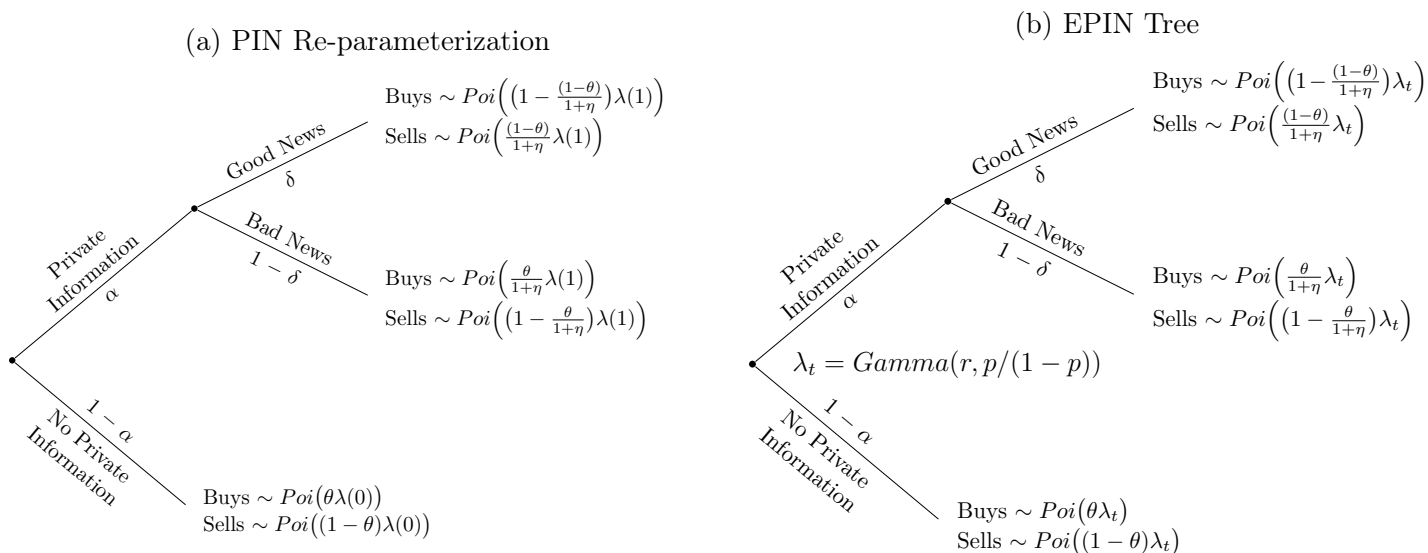 (a) PIN Re-parameterization
Good News
δ
Buys ∼ Poi((1 − (1−θ)/(1+η))λ(1))
Sells ∼ Poi((1−θ)/(1+η) λ(1))
Bad News
1 − δ
Buys ∼ Poi(θ/(1+η) λ(1))
Sells ∼ Poi((1 − θ/(1+η))λ(1))
Private
Information
α
1 − α
No Private
Information
Buys ∼ Poi(θλ(0))
Sells ∼ Poi((1 − θ)λ(0))
(b) EPIN Tree
Good News
δ
Buys ∼ Poi((1 − (1−θ)/(1+η))λ_t)
Sells ∼ Poi((1−θ)/(1+η) λ_t)
Bad News
1 − δ
Buys ∼ Poi(θ/(1+η) λ_t)
Sells ∼ Poi((1 − θ/(1+η))λ_t)
Private
Information
α
λ_t = Gamma(r, p/(1 − p))
1 − α
No Private
Information
Buys ∼ Poi(θλ_t)
Sells ∼ Poi((1 − θ)λ_t)